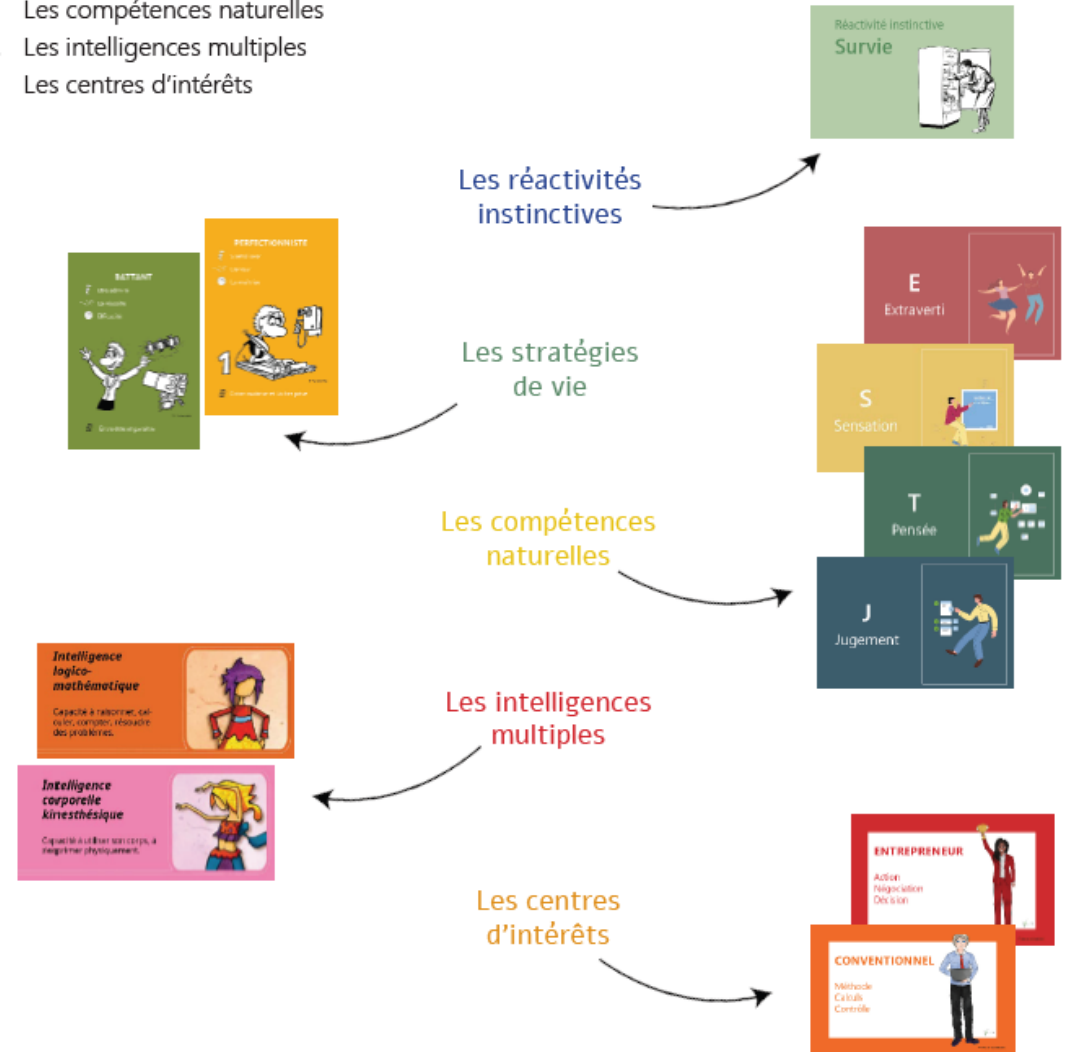 Les compétences naturelles
Les intelligences multiples
Les centres d'intérêts
Réactivité instinctive
Survie
Les réactivités
instinctives
E
Extraverti
PERFECTIONNISTE
1
BATTANT
Les stratégies
de vie
S
Sensation
T
Pensée
Les compétences
naturelles
J
Jugement
Intelligence
logico-
mathématique
Capacité à raisonner, cal-
culer, compter, résoudre
des problèmes.
Les intelligences
multiples
Intelligence
corporelle
kinesthésique
Capacité à utiliser son corps, à
s'exprimer physiquement.
ENTREPRENEUR
Action
Négociation
Décision
Les centres
d'intérêts
CONVENTIONNEL
Méthode
Calculs
Contrôle